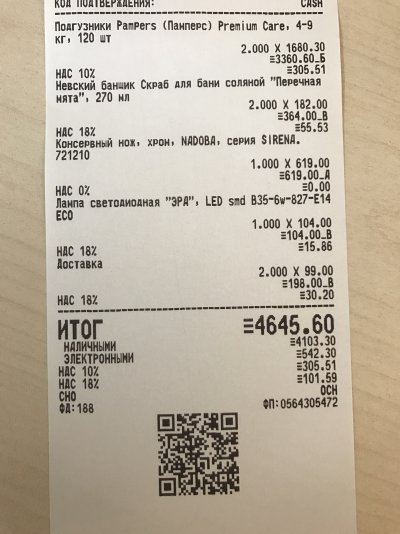 КОД ПОДТВЕРЖДЕНИЯ: CASH
Подгузники Pampers (Памперс) Premium Care, 4-9
кг, 120 шт
2.000 X 1680.30
≡3360.60_Б
НДС 10% ≡305.51
Невский банщик Скраб для бани соляной "Перечная
мята", 270 мл
2.000 X 182.00
≡364.00_В
НДС 18% ≡55.53
Консервный нож, хром, NADOBA, серия SIRENA.
721210
1.000 X 619.00
≡619.00_А
НДС 0% ≡0.00
Лампа светодиодная "ЭРА", LED smd B35-6w-827-E14
ECO
1.000 X 104.00
≡104.00_В
НДС 18% ≡15.86
Доставка
2.000 X 99.00
≡198.00_В
НДС 18% ≡30.20
ИТОГ ≡4645.60
НАЛИЧНЫМИ ≡4103.30
ЭЛЕКТРОННЫМИ ≡542.30
НДС 10% ≡305.51
НДС 18% ≡101.59
СНО ОСН
ФД:188 ФП:0564305472